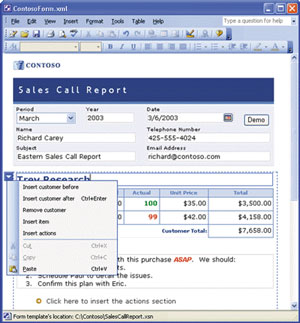 ContosoForm.xml
File Edit View Insert Format Tools Table Help Type a question for help
CONTOSO
Sales Call Report
Period Year Date
March 2003 3/6/2003 Demo
Name Telephone Number
Richard Carey 425-555-4024
Subject Email Address
Eastern Sales Call Report richard@contoso.com
Trey Research
Insert customer before
Insert customer after Ctrl+Enter
Remove customer
Insert item
Insert actions
Cut Ctrl+X
Copy Ctrl+C
Paste Ctrl+V
Actual Unit Price Total
100 $35.00 $3,500.00
99 $42.00 $4,158.00
Customer Total: $7,658.00
with this purchase ASAP. We should:
ts.
2. Schedule Paul to detail the issues.
3. Confirm this plan with Eric.
Click here to insert the actions section
Form template's location: C:\Contoso\SalesCallReport.xsn